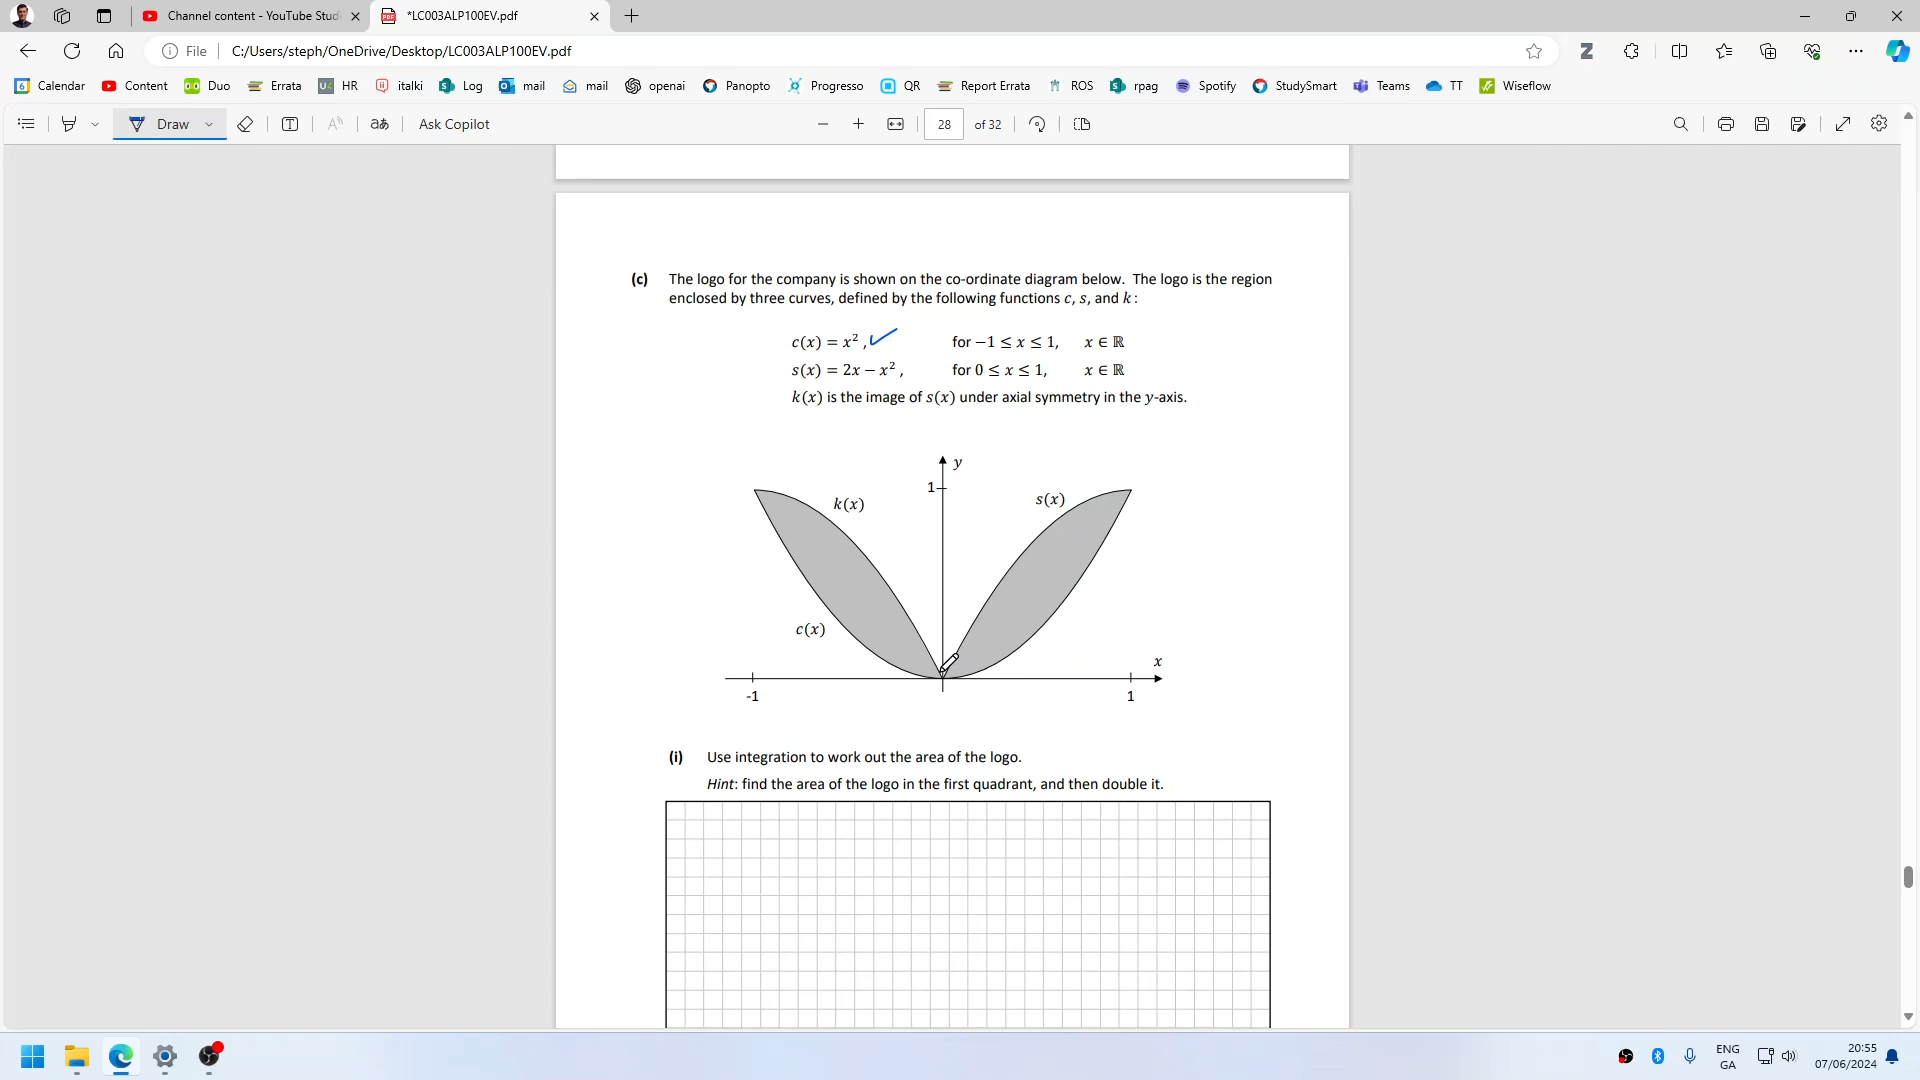 Channel content - YouTube Studi
*LC003ALP100EV.pdf
File
C:/Users/steph/OneDrive/Desktop/LC003ALP100EV.pdf
Calendar Content Duo Errata HR italki Log mail mail openai Panopto Progresso QR Report Errata ROS rpag Spotify StudySmart Teams TT Wiseflow
Draw Ask Copilot 28 of 32
(c) The logo for the company is shown on the co-ordinate diagram below. The logo is the region
enclosed by three curves, defined by the following functions c, s, and k :
c(x) = x², for −1 ≤ x ≤ 1, x ∈ ℝ
s(x) = 2x − x², for 0 ≤ x ≤ 1, x ∈ ℝ
k(x) is the image of s(x) under axial symmetry in the y-axis.
y
1
k(x)
s(x)
c(x)
x
-1
1
(i) Use integration to work out the area of the logo.
Hint: find the area of the logo in the first quadrant, and then double it.
ENG
GA
20:55
07/06/2024